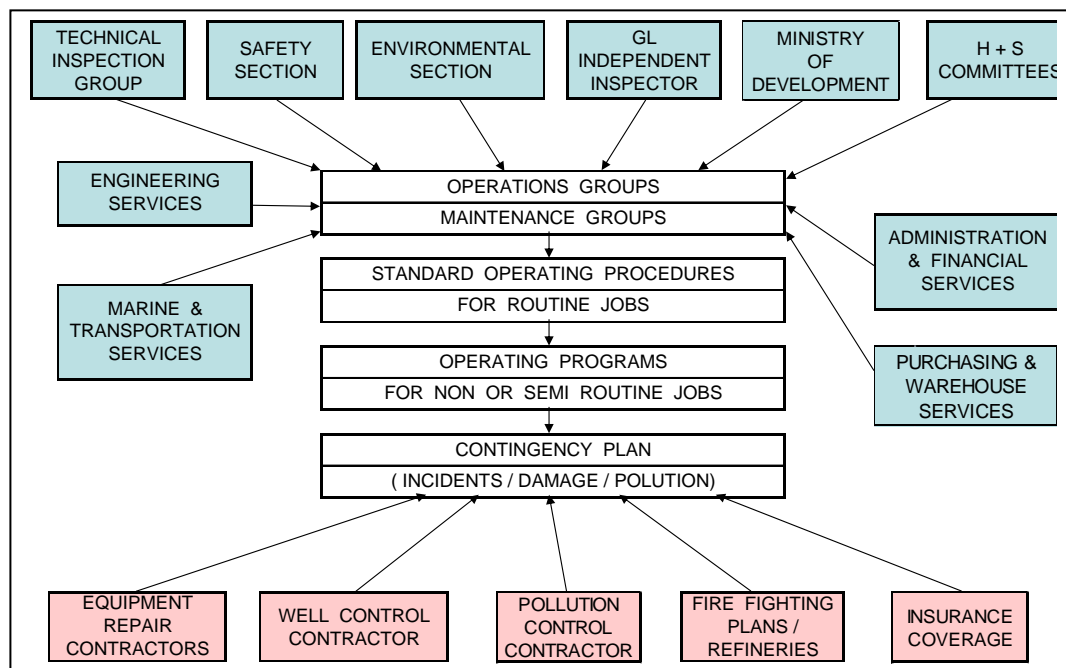 TECHNICAL
INSPECTION
GROUP
SAFETY
SECTION
ENVIRONMENTAL
SECTION
GL
INDEPENDENT
INSPECTOR
MINISTRY
OF
DEVELOPMENT
H + S
COMMITTEES
ENGINEERING
SERVICES
OPERATIONS GROUPS
MAINTENANCE GROUPS
ADMINISTRATION
& FINANCIAL
SERVICES
MARINE &
TRANSPORTATION
SERVICES
STANDARD OPERATING PROCEDURES
FOR ROUTINE JOBS
OPERATING PROGRAMS
FOR NON OR SEMI ROUTINE JOBS
PURCHASING &
WAREHOUSE
SERVICES
CONTINGENCY PLAN
( INCIDENTS / DAMAGE / POLUTION)
EQUIPMENT
REPAIR
CONTRACTORS
WELL CONTROL
CONTRACTOR
POLLUTION
CONTROL
CONTRACTOR
FIRE FIGHTING
PLANS /
REFINERIES
INSURANCE
COVERAGE